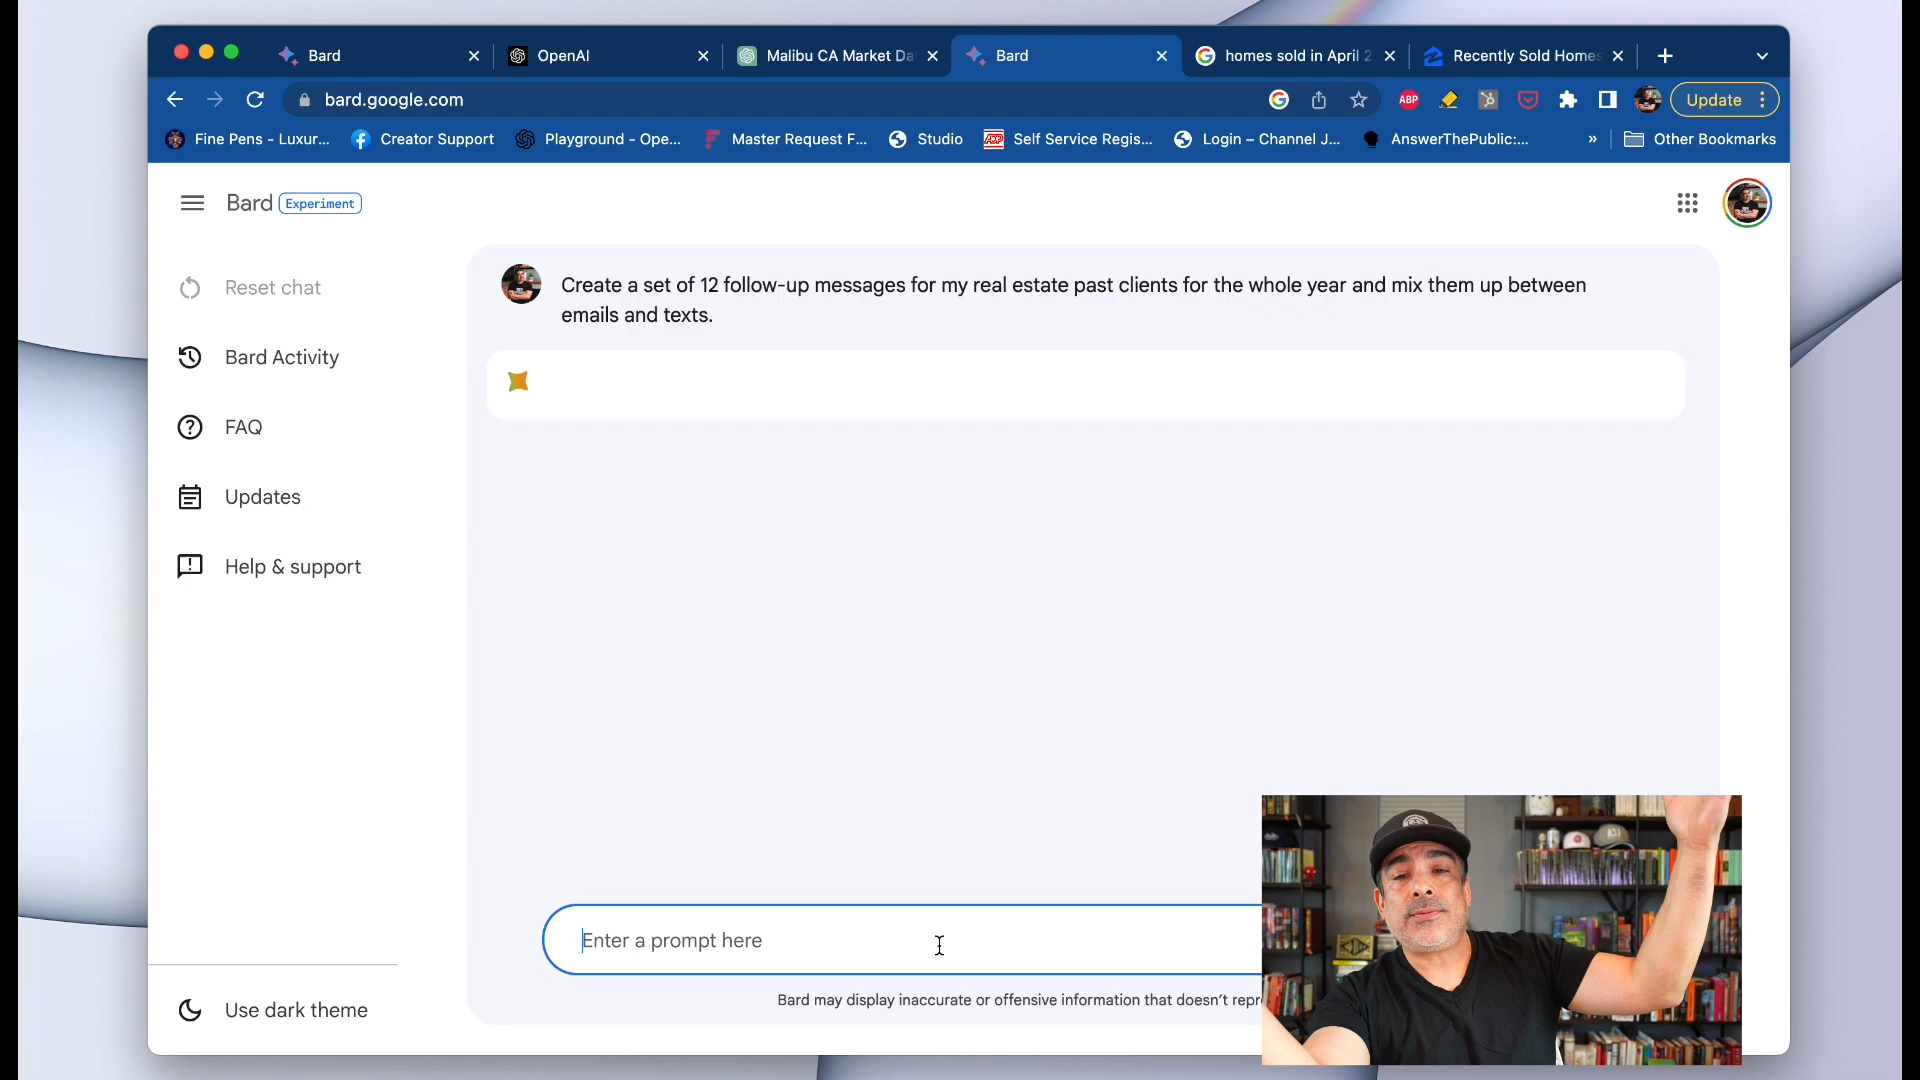 Bard
OpenAI
Malibu CA Market Da
Bard
homes sold in April 2
Recently Sold Homes
bard.google.com
ABP
Update
Fine Pens - Luxur...
Creator Support
Playground - Ope...
Master Request F...
Studio
ADP
Self Service Regis...
Login – Channel J...
AnswerThePublic:...
»
Other Bookmarks
Bard
Experiment
Reset chat
Bard Activity
FAQ
Updates
Help & support
Use dark theme
Create a set of 12 follow-up messages for my real estate past clients for the whole year and mix them up between
emails and texts.
Enter a prompt here
Bard may display inaccurate or offensive information that doesn't repr